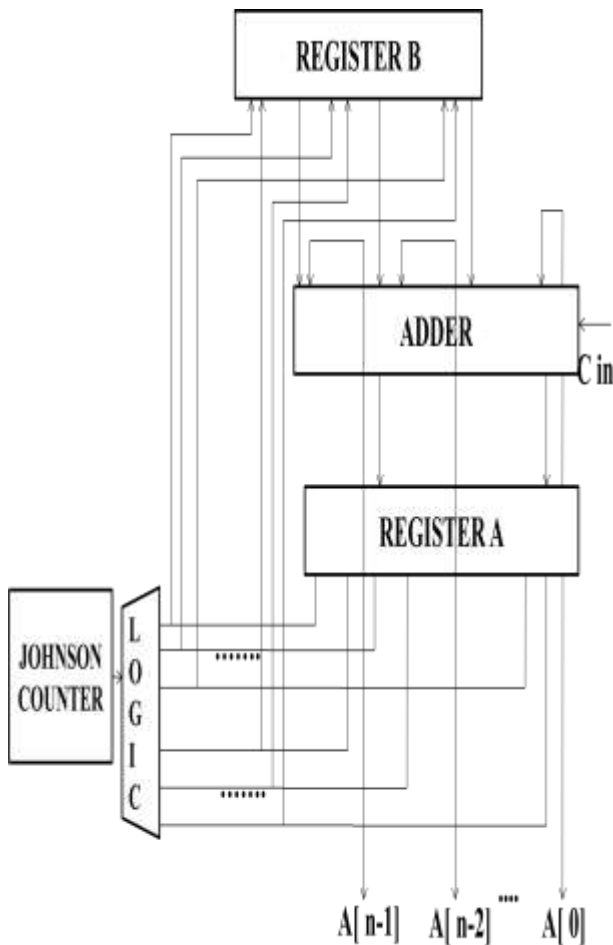 REGISTER B
ADDER
C in
REGISTER A
JOHNSON
COUNTER
L
O
G
I
C
.......
.......
....
A[ n-1]
A[ n-2]
A[ 0]